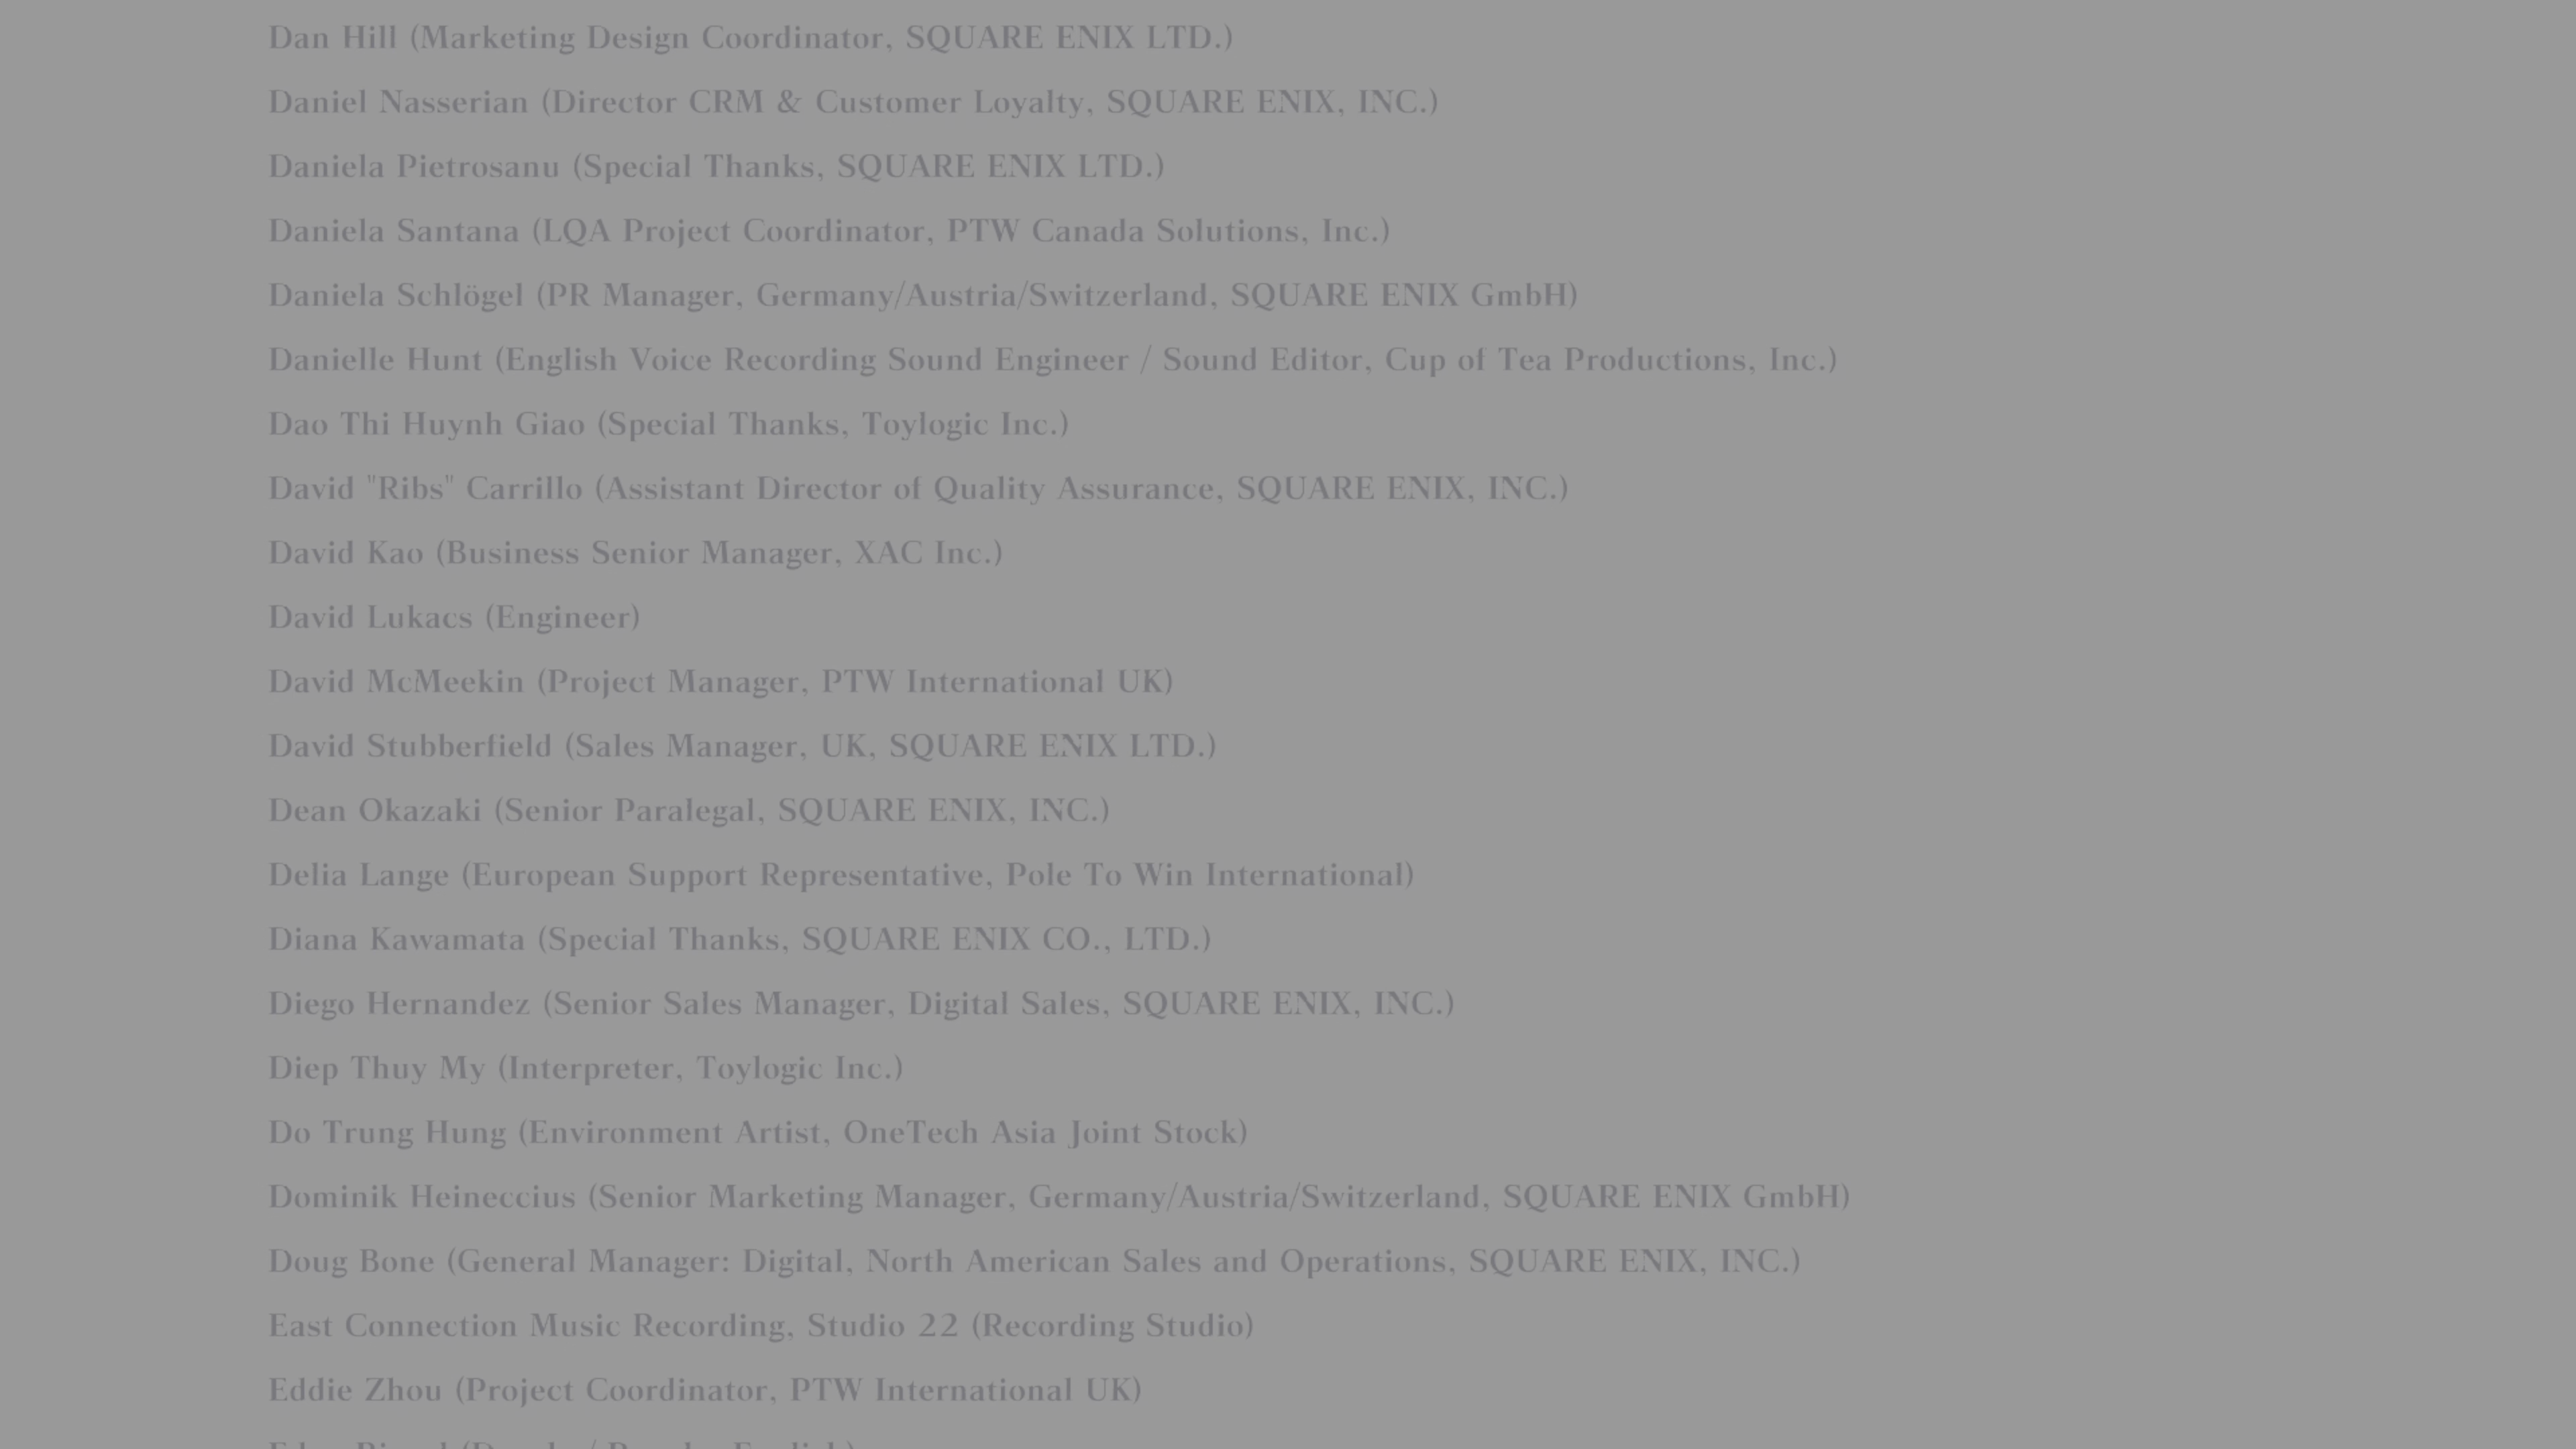 Dan Hill (Marketing Design Coordinator, SQUARE ENIX LTD.)
Daniel Nasserian (Director CRM & Customer Loyalty, SQUARE ENIX, INC.)
Daniela Pietrosanu (Special Thanks, SQUARE ENIX LTD.)
Daniela Santana (LQA Project Coordinator, PTW Canada Solutions, Inc.)
Daniela Schlögel (PR Manager, Germany/Austria/Switzerland, SQUARE ENIX GmbH)
Danielle Hunt (English Voice Recording Sound Engineer / Sound Editor, Cup of Tea Productions, Inc.)
Dao Thi Huynh Giao (Special Thanks, Toylogic Inc.)
David "Ribs" Carrillo (Assistant Director of Quality Assurance, SQUARE ENIX, INC.)
David Kao (Business Senior Manager, XAC Inc.)
David Lukacs (Engineer)
David McMeekin (Project Manager, PTW International UK)
David Stubberfield (Sales Manager, UK, SQUARE ENIX LTD.)
Dean Okazaki (Senior Paralegal, SQUARE ENIX, INC.)
Delia Lange (European Support Representative, Pole To Win International)
Diana Kawamata (Special Thanks, SQUARE ENIX CO., LTD.)
Diego Hernandez (Senior Sales Manager, Digital Sales, SQUARE ENIX, INC.)
Diep Thuy My (Interpreter, Toylogic Inc.)
Do Trung Hung (Environment Artist, OneTech Asia Joint Stock)
Dominik Heineccius (Senior Marketing Manager, Germany/Austria/Switzerland, SQUARE ENIX GmbH)
Doug Bone (General Manager: Digital, North American Sales and Operations, SQUARE ENIX, INC.)
East Connection Music Recording, Studio 22 (Recording Studio)
Eddie Zhou (Project Coordinator, PTW International UK)